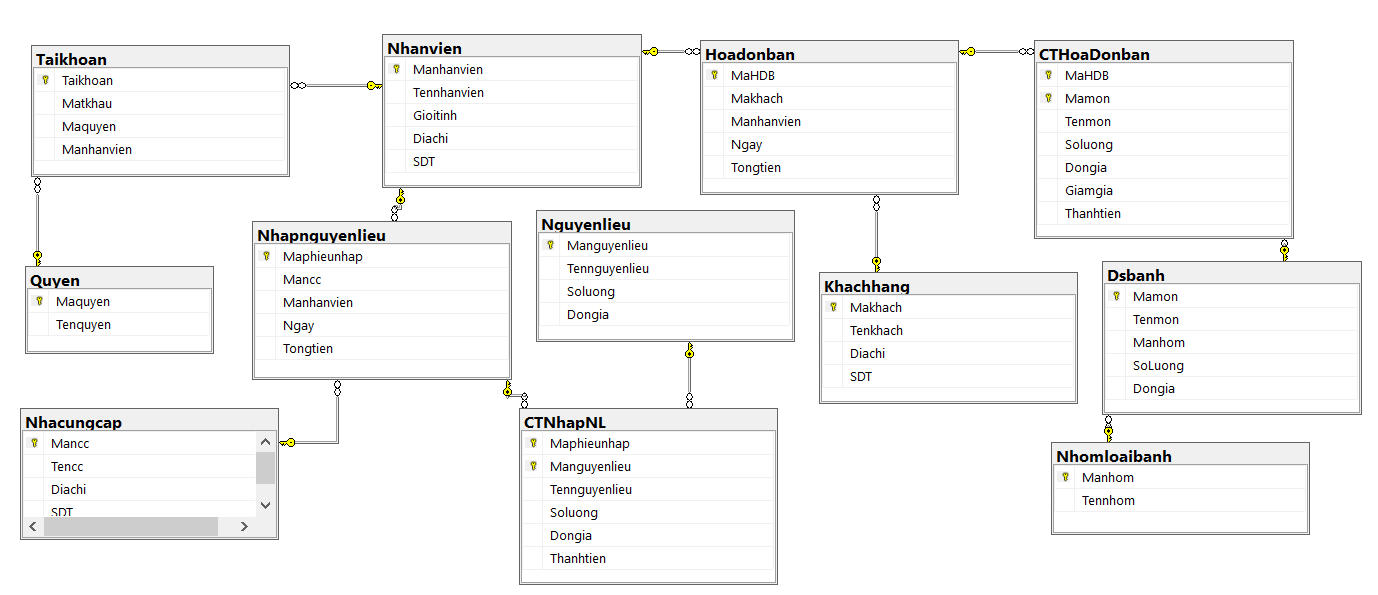 Taikhoan
Taikhoan
Matkhau
Maquyen
Manhanvien
Nhanvien
Manhanvien
Tennhanvien
Gioitinh
Diachi
SDT
Hoadonban
MaHDB
Makhach
Manhanvien
Ngay
Tongtien
CTHoaDonban
MaHDB
Mamon
Tenmon
Soluong
Dongia
Giamgia
Thanhtien
Quyen
Maquyen
Tenquyen
Nhapnguyenlieu
Maphieunhap
Mancc
Manhanvien
Ngay
Tongtien
Nguyenlieu
Manguyenlieu
Tennguyenlieu
Soluong
Dongia
Khachhang
Makhach
Tenkhach
Diachi
SDT
Dsbanh
Mamon
Tenmon
Manhom
SoLuong
Dongia
Nhacungcap
Mancc
Tencc
Diachi
SDT
CTNhapNL
Maphieunhap
Manguyenlieu
Tennguyenlieu
Soluong
Dongia
Thanhtien
Nhomloaibanh
Manhom
Tennhom